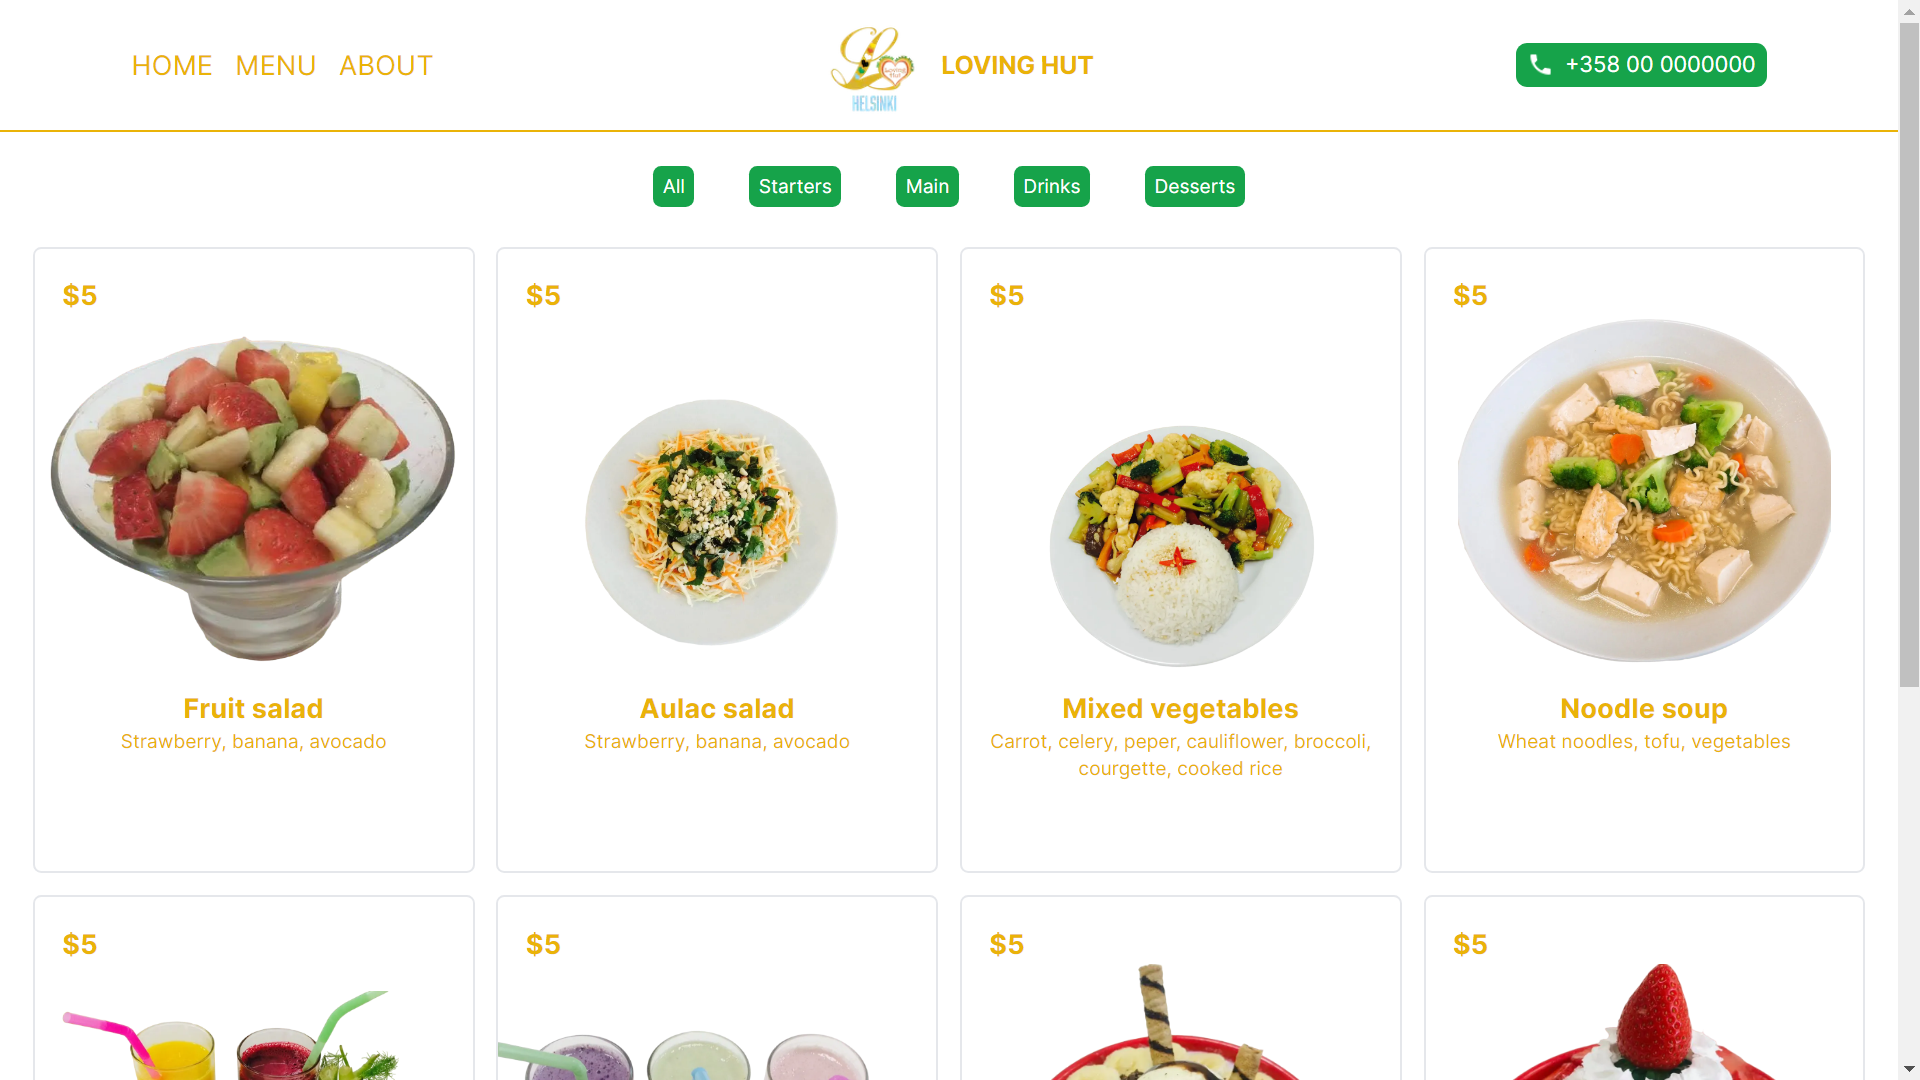 HOME MENU ABOUT
HELSINKI
LOVING HUT
+358 00 0000000
All Starters Main Drinks Desserts
$5 $5 $5 $5
Fruit salad
Strawberry, banana, avocado
Aulac salad
Strawberry, banana, avocado
Mixed vegetables
Carrot, celery, peper, cauliflower, broccoli,
courgette, cooked rice
Noodle soup
Wheat noodles, tofu, vegetables
$5 $5 $5 $5